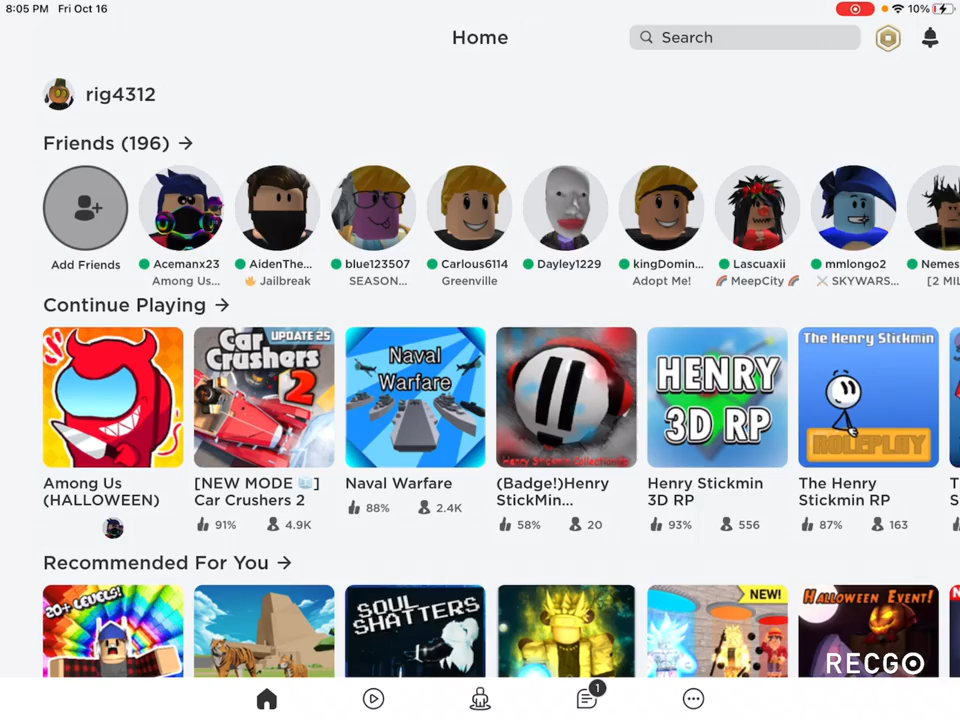 8:05 PM Fri Oct 16
10%
Home
Search
rig4312
Friends (196) →
Add Friends
Acemanx23
Among Us...
AidenThe...
Jailbreak
blue123507
SEASON...
Carlous6114
Greenville
Dayley1229
kingDomin...
Adopt Me!
Lascuaxii
MeepCity
mmlongo2
SKYWARS...
Nemes
[2 MIL
Continue Playing →
UPDATE 25
Car
Crushers
2
Naval
Warfare
Henry Stickmin Collection
HENRY
3D RP
The Henry Stickmin
ROLEPLAY
Among Us
(HALLOWEEN)
[NEW MODE ]
Car Crushers 2
91% 4.9K
Naval Warfare
88% 2.4K
(Badge!)Henry
StickMin...
58% 20
Henry Stickmin
3D RP
93% 556
The Henry
Stickmin RP
87% 163
Recommended For You →
20+ LEVELS!
SOUL
SHATTERS
NEW!
HALLOWEEN EVENT!
RECGO
1